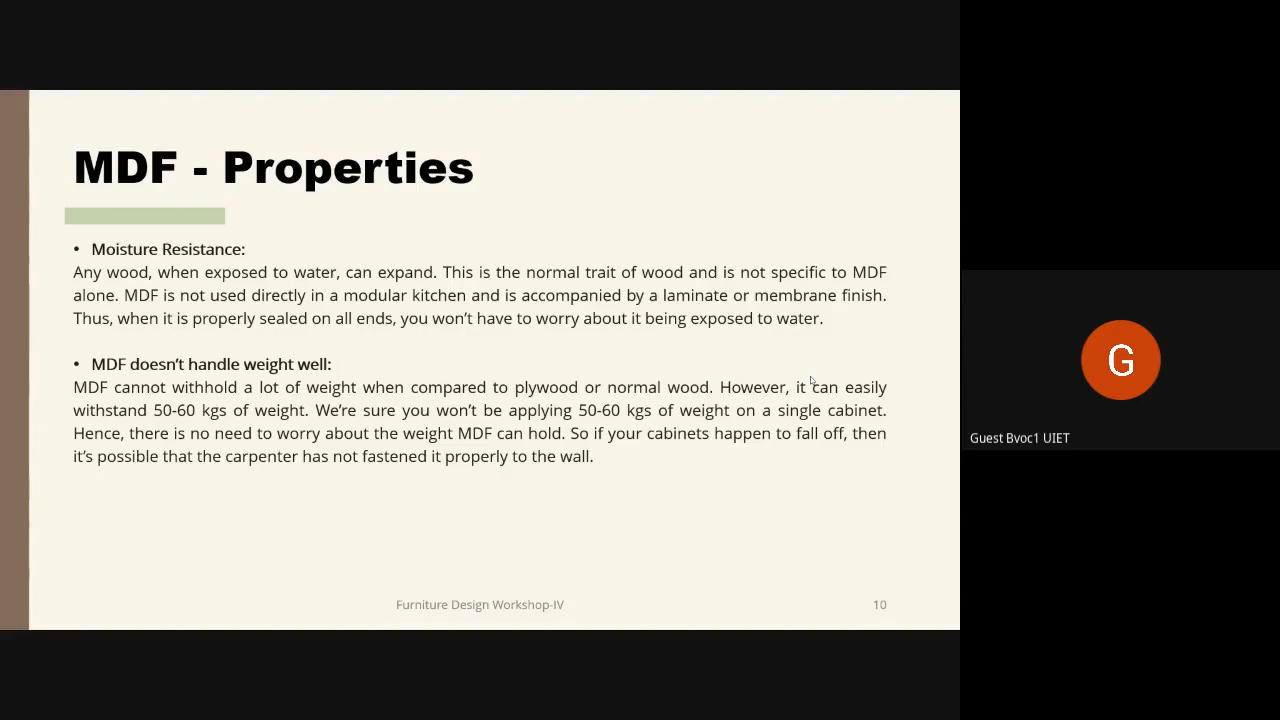 MDF - Properties
• Moisture Resistance:
Any wood, when exposed to water, can expand. This is the normal trait of wood and is not specific to MDF
alone. MDF is not used directly in a modular kitchen and is accompanied by a laminate or membrane finish.
Thus, when it is properly sealed on all ends, you won’t have to worry about it being exposed to water.
• MDF doesn’t handle weight well:
MDF cannot withhold a lot of weight when compared to plywood or normal wood. However, it can easily
withstand 50-60 kgs of weight. We’re sure you won’t be applying 50-60 kgs of weight on a single cabinet.
Hence, there is no need to worry about the weight MDF can hold. So if your cabinets happen to fall off, then
it’s possible that the carpenter has not fastened it properly to the wall.
Furniture Design Workshop-IV
10
G
Guest Bvoc1 UIET